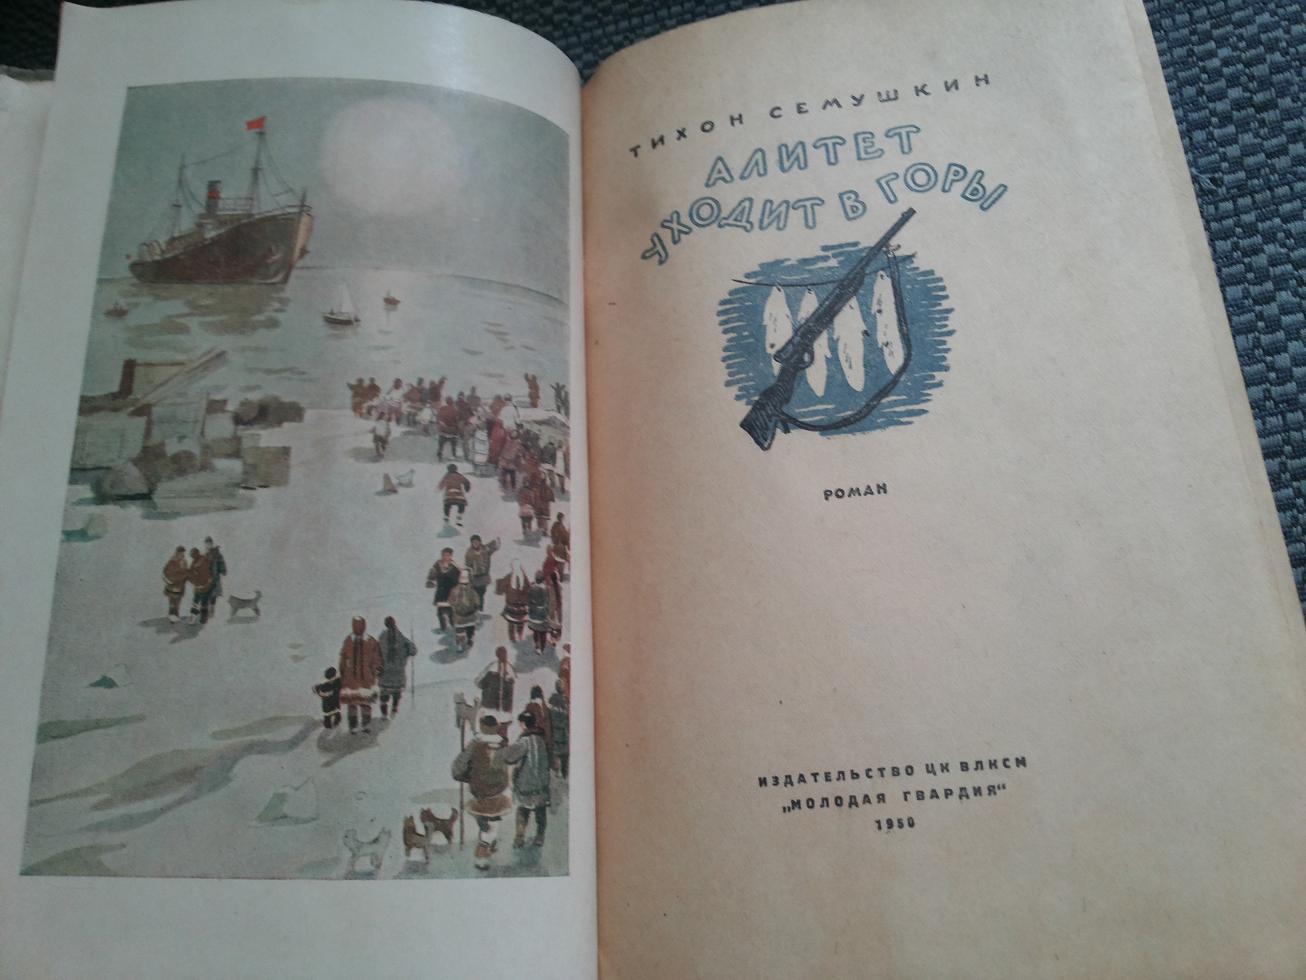 ТИХОН СЕМУШКИН
АЛИТЕТ
УХОДИТ В ГОРЫ
РОМАН
ИЗДАТЕЛЬСТВО ЦК ВЛКСМ
„МОЛОДАЯ ГВАРДИЯ“
1950